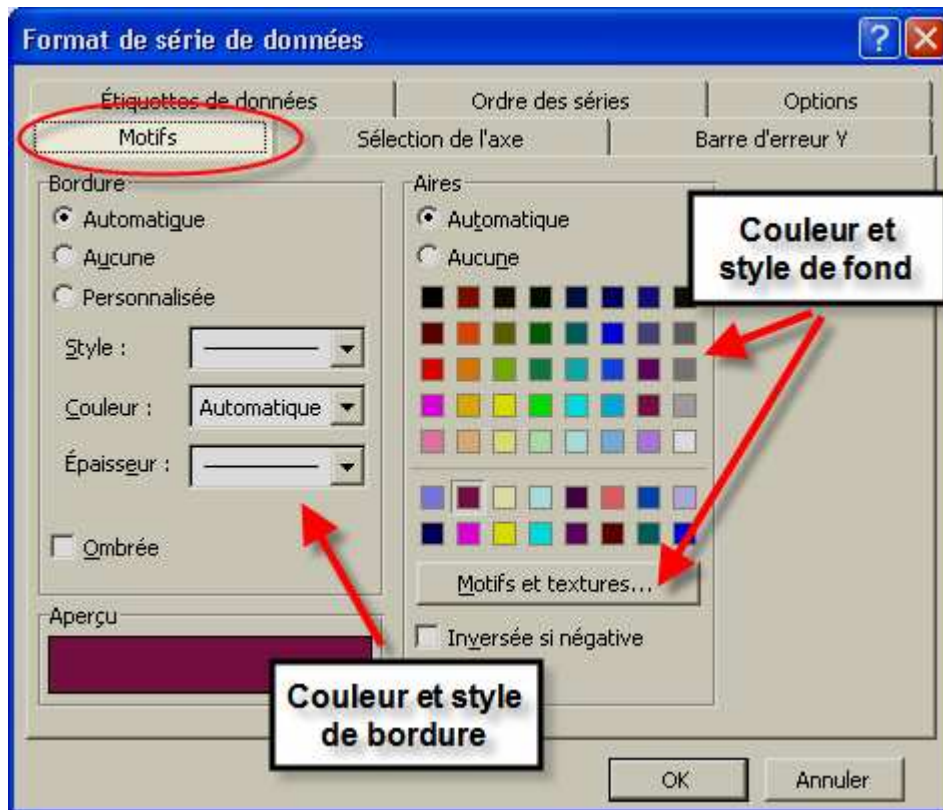 Format de série de données
Étiquettes de données
Ordre des séries
Options
Motifs
Sélection de l'axe
Barre d'erreur Y
Bordure
Automatique
Aucune
Personnalisée
Style :
Couleur : Automatique
Épaisseur :
Ombrée
Aperçu
Aires
Automatique
Aucune
Motifs et textures...
Inversée si négative
Couleur et
style de fond
Couleur et style
de bordure
OK
Annuler